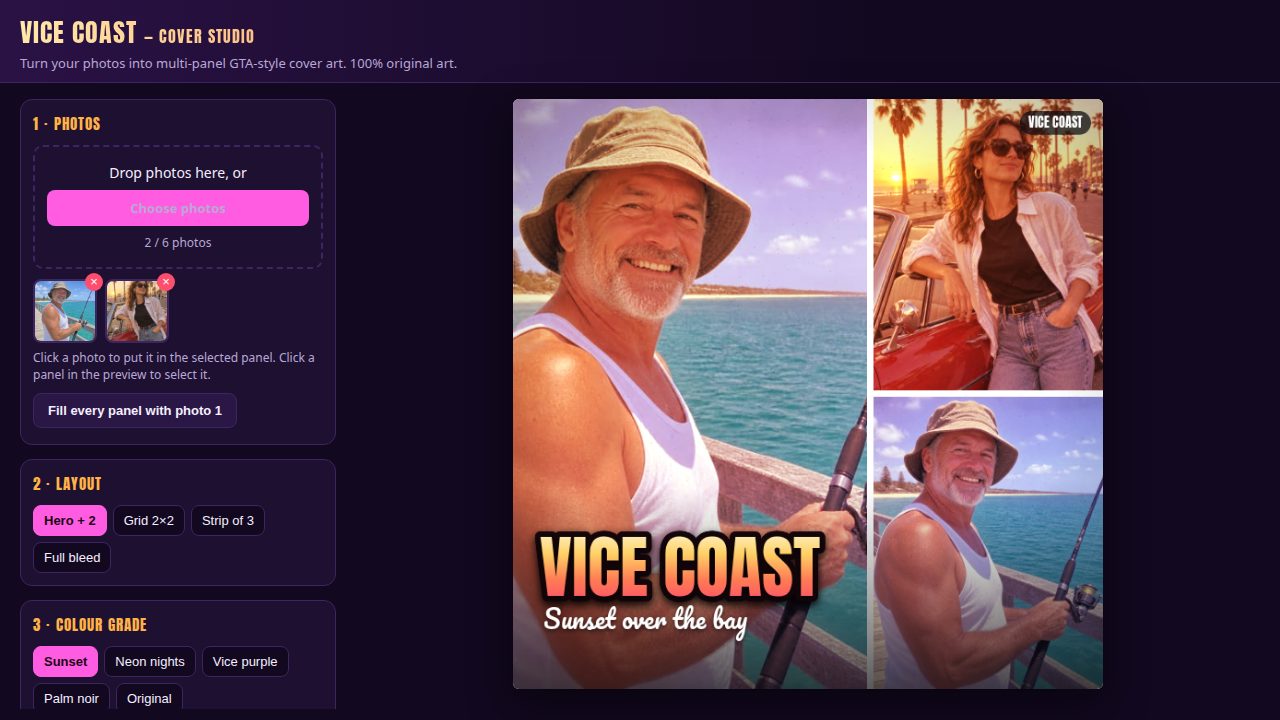 VICE COAST – COVER STUDIO
Turn your photos into multi-panel GTA-style cover art. 100% original art.
1 · PHOTOS
Drop photos here, or
Choose photos
2 / 6 photos
×
×
Click a photo to put it in the selected panel. Click a
panel in the preview to select it.
Fill every panel with photo 1
2 · LAYOUT
Hero + 2
Grid 2×2
Strip of 3
Full bleed
3 · COLOUR GRADE
Sunset
Neon nights
Vice purple
Palm noir
Original
VICE COAST
VICE COAST
Sunset over the bay